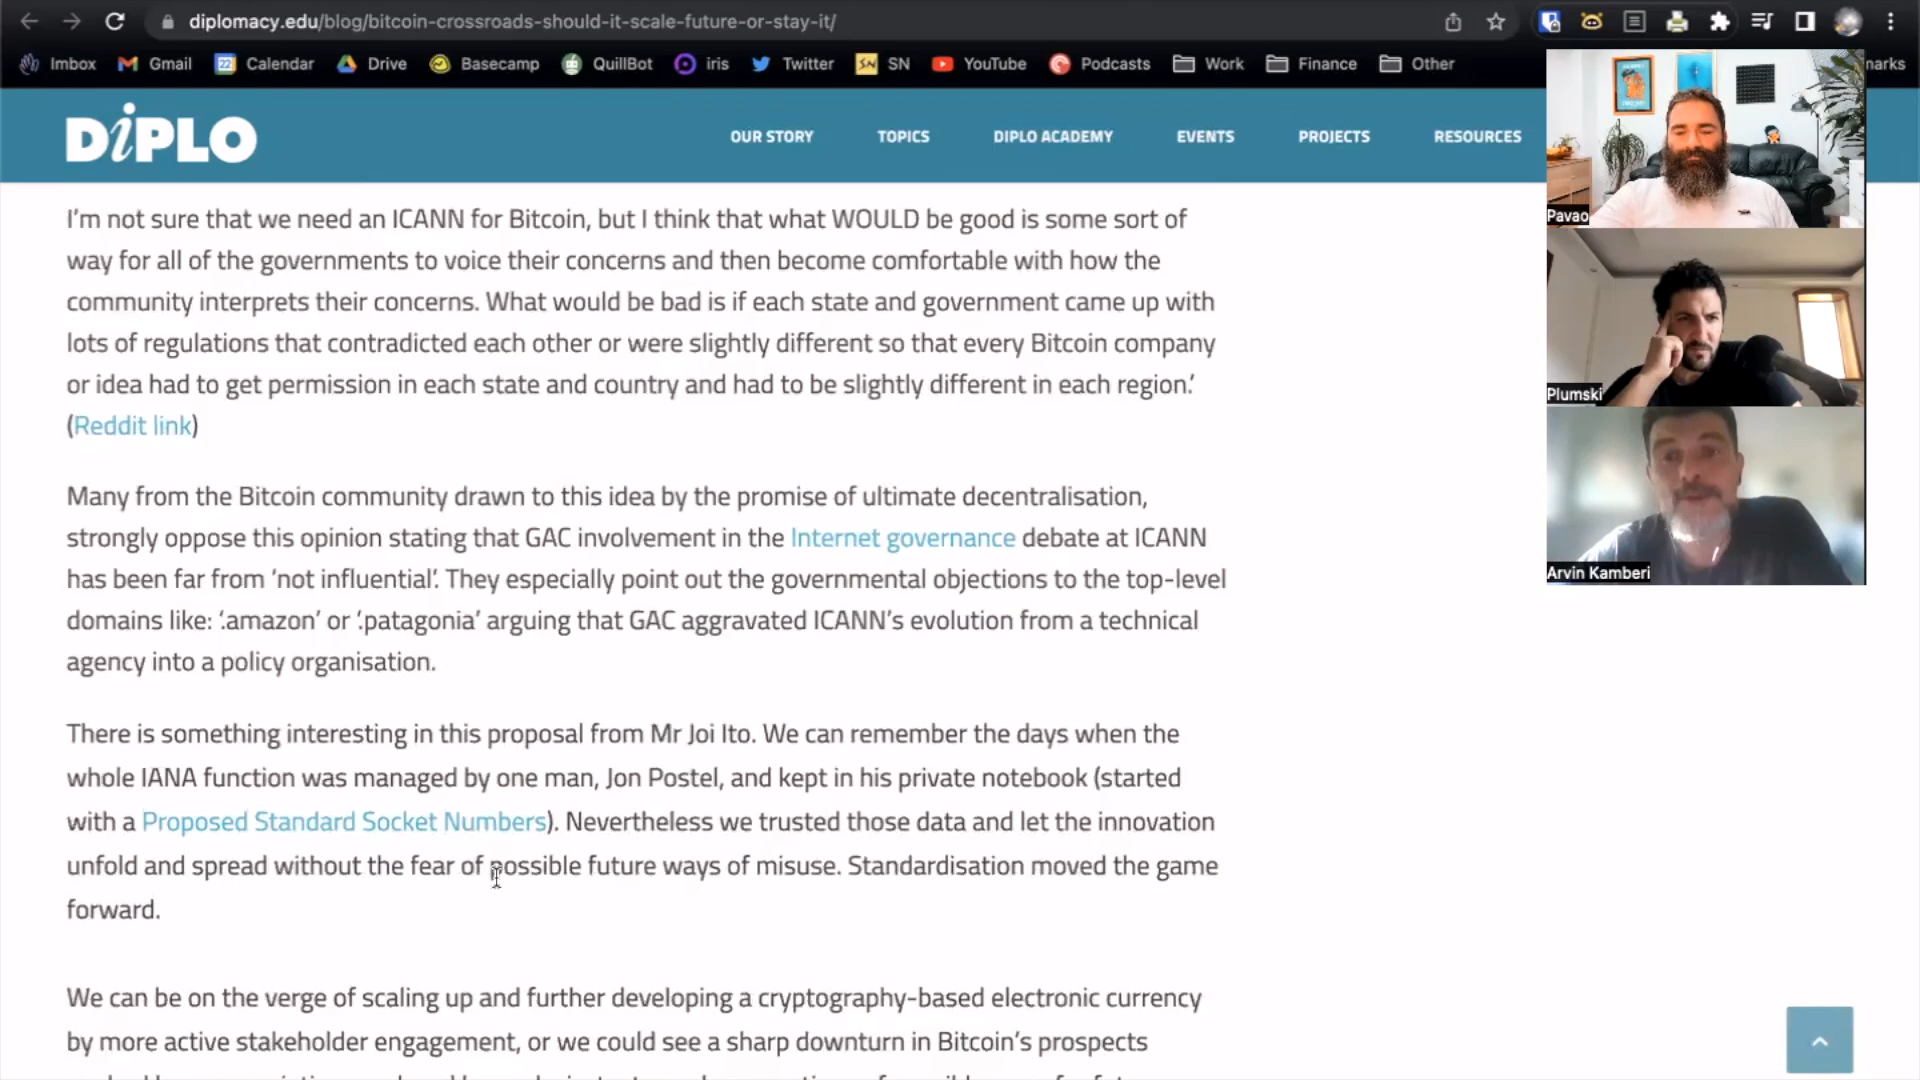 diplomacy.edu/blog/bitcoin-crossroads-should-it-scale-future-or-stay-it/
Imbox Gmail Calendar Drive Basecamp QuillBot iris Twitter SN YouTube Podcasts Work Finance Other marks
DiPLO
OUR STORY TOPICS DIPLO ACADEMY EVENTS PROJECTS RESOURCES
I'm not sure that we need an ICANN for Bitcoin, but I think that what WOULD be good is some sort of
way for all of the governments to voice their concerns and then become comfortable with how the
community interprets their concerns. What would be bad is if each state and government came up with
lots of regulations that contradicted each other or were slightly different so that every Bitcoin company
or idea had to get permission in each state and country and had to be slightly different in each region.'
(Reddit link)
Many from the Bitcoin community drawn to this idea by the promise of ultimate decentralisation,
strongly oppose this opinion stating that GAC involvement in the Internet governance debate at ICANN
has been far from 'not influential'. They especially point out the governmental objections to the top-level
domains like: '.amazon' or '.patagonia' arguing that GAC aggravated ICANN's evolution from a technical
agency into a policy organisation.
There is something interesting in this proposal from Mr Joi Ito. We can remember the days when the
whole IANA function was managed by one man, Jon Postel, and kept in his private notebook (started
with a Proposed Standard Socket Numbers). Nevertheless we trusted those data and let the innovation
unfold and spread without the fear of possible future ways of misuse. Standardisation moved the game
forward.
We can be on the verge of scaling up and further developing a cryptography-based electronic currency
by more active stakeholder engagement, or we could see a sharp downturn in Bitcoin's prospects
Pavao
Plumski
Arvin Kamberi